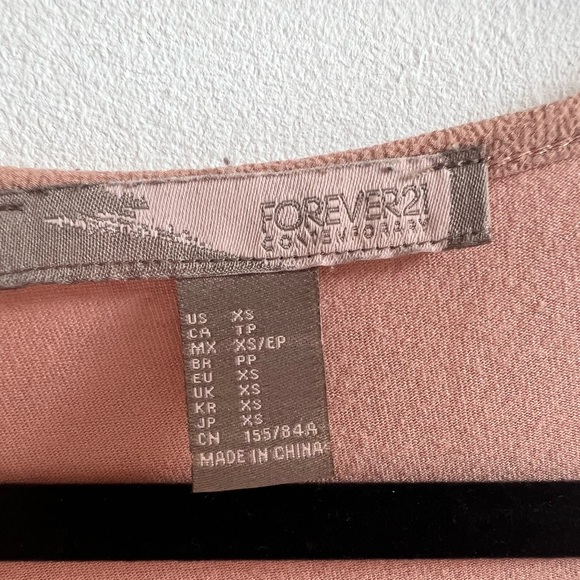 FOREVER21
CONTEMPORARY
US XS
CA TP
MX XS/EP
BR PP
EU XS
UK XS
KR XS
JP XS
CN 155/84A
MADE IN CHINA